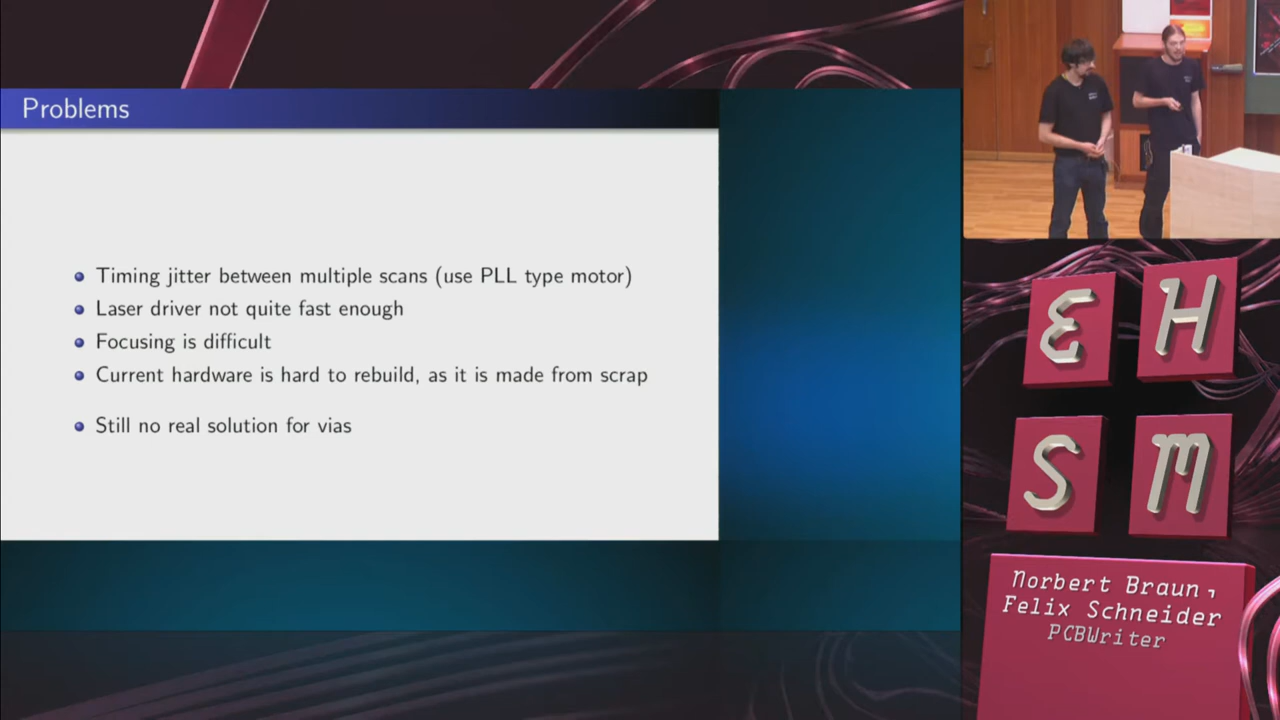 Problems
Timing jitter between multiple scans (use PLL type motor)
Laser driver not quite fast enough
Focusing is difficult
Current hardware is hard to rebuild, as it is made from scrap
Still no real solution for vias
E H
S M
Norbert Braun,
Felix Schneider
PCBWriter